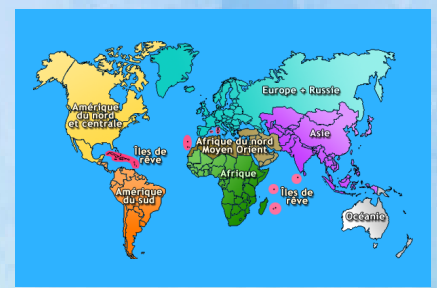 Europe + Russie
Amérique
du nord
et centrale
Asie
Afrique du nord
Moyen Orient
Îles de
rêve
Afrique
Amérique
du sud
Îles de
rêve
Océanie